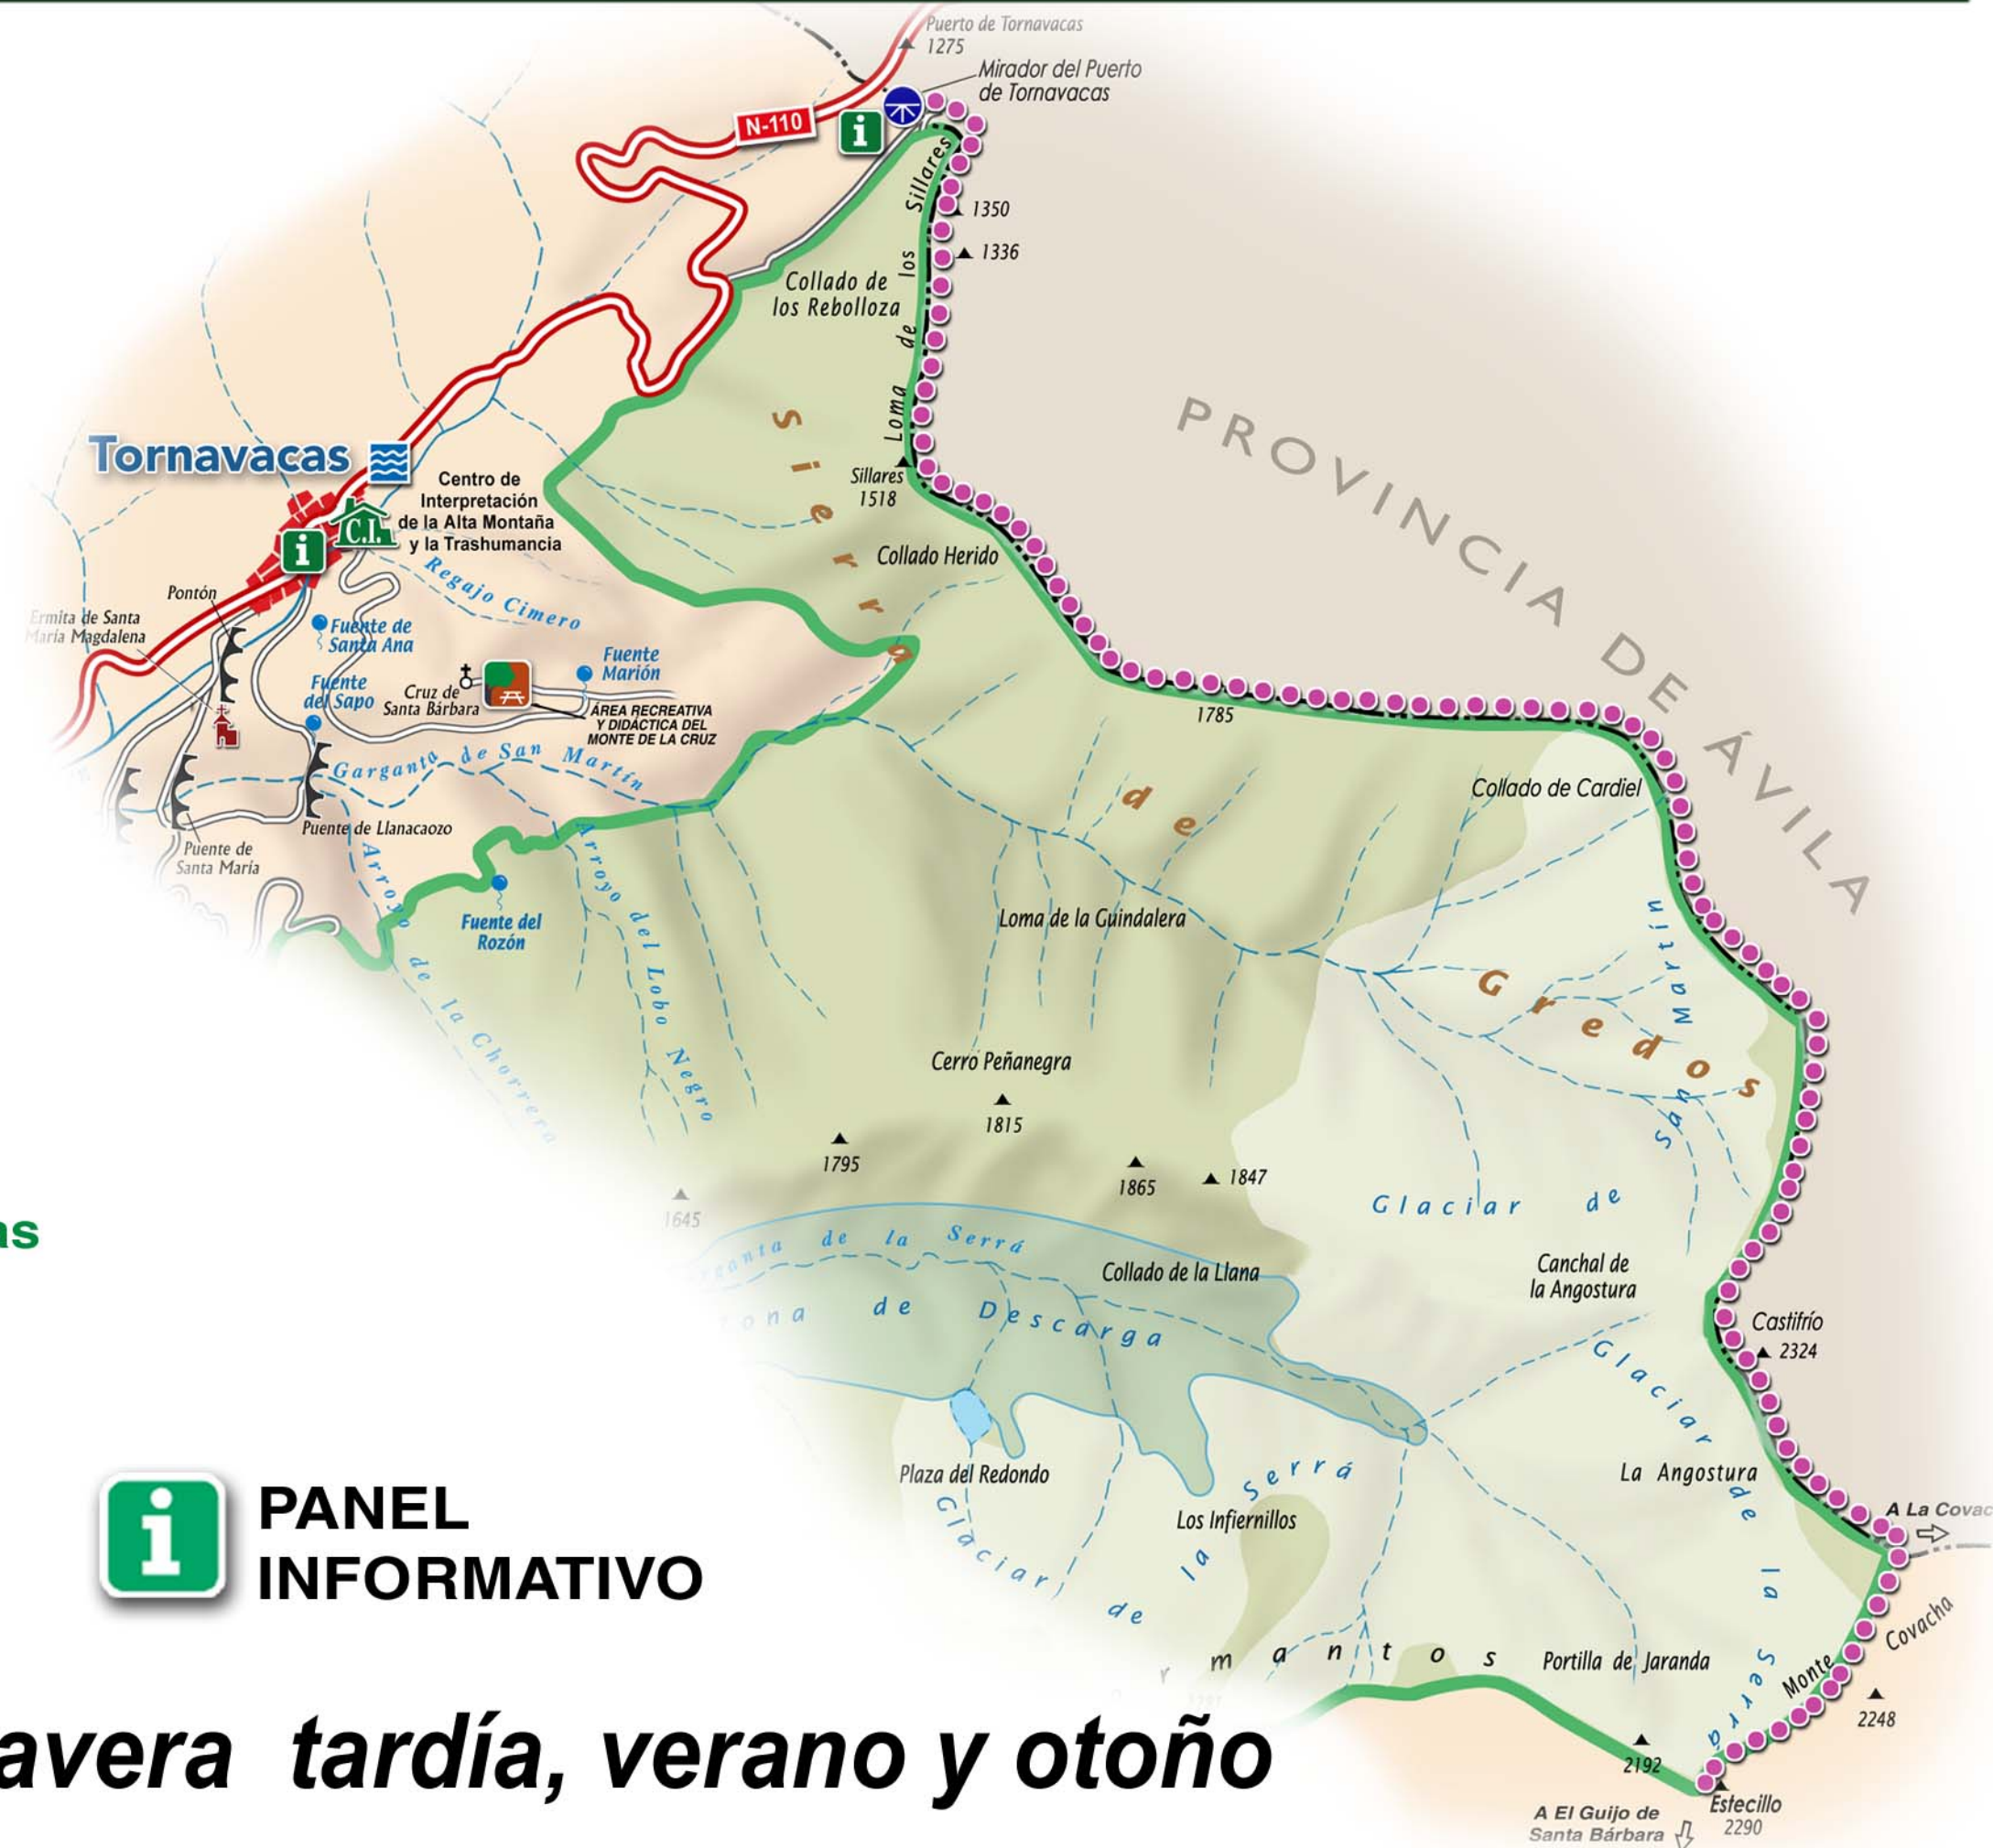 Puerto de Tornavacas
1275
Mirador del Puerto
de Tornavacas
N-110
i
1350
1336
Loma de los Sillares
Collado de
los Rebolloza
PROVINCIA DE ÁVILA
Sierra de Gredos
Tornavacas
Centro de
Interpretación
de la Alta Montaña
y la Trashumancia
C.I.
i
Sillares
1518
Collado Herido
Regajo Cimero
Pontón
Ermita de Santa
María Magdalena
Fuente de
Santa Ana
Fuente
Marión
Fuente
del Sapo
Cruz de
Santa Bárbara
ÁREA RECREATIVA
Y DIDÁCTICA DEL
MONTE DE LA CRUZ
1785
Garganta de San Martín
Collado de Cardiel
Puente de Llanacaozo
Puente de
Santa María
Arroyo de la Chorrera
Arroyo del Lobo Negro
Fuente del
Rozón
Loma de la Guindalera
Cerro Peñanegra
1815
1795
1865
1847
1645
Glaciar de San Martín
de la Serrá
Collado de la Llana
de Descarga
Canchal de
la Angostura
Castifrío
2324
Glaciar de la Serrá
La Angostura
Plaza del Redondo
Los Infiernillos
Glaciar de la Serrá
A La Covac
as
i
PANEL
INFORMATIVO
mantos
Portilla de Jaranda
Monte Covacha
2248
2192
Estecillo
2290
A El Guijo de
Santa Bárbara
avera tardía, verano y otoño